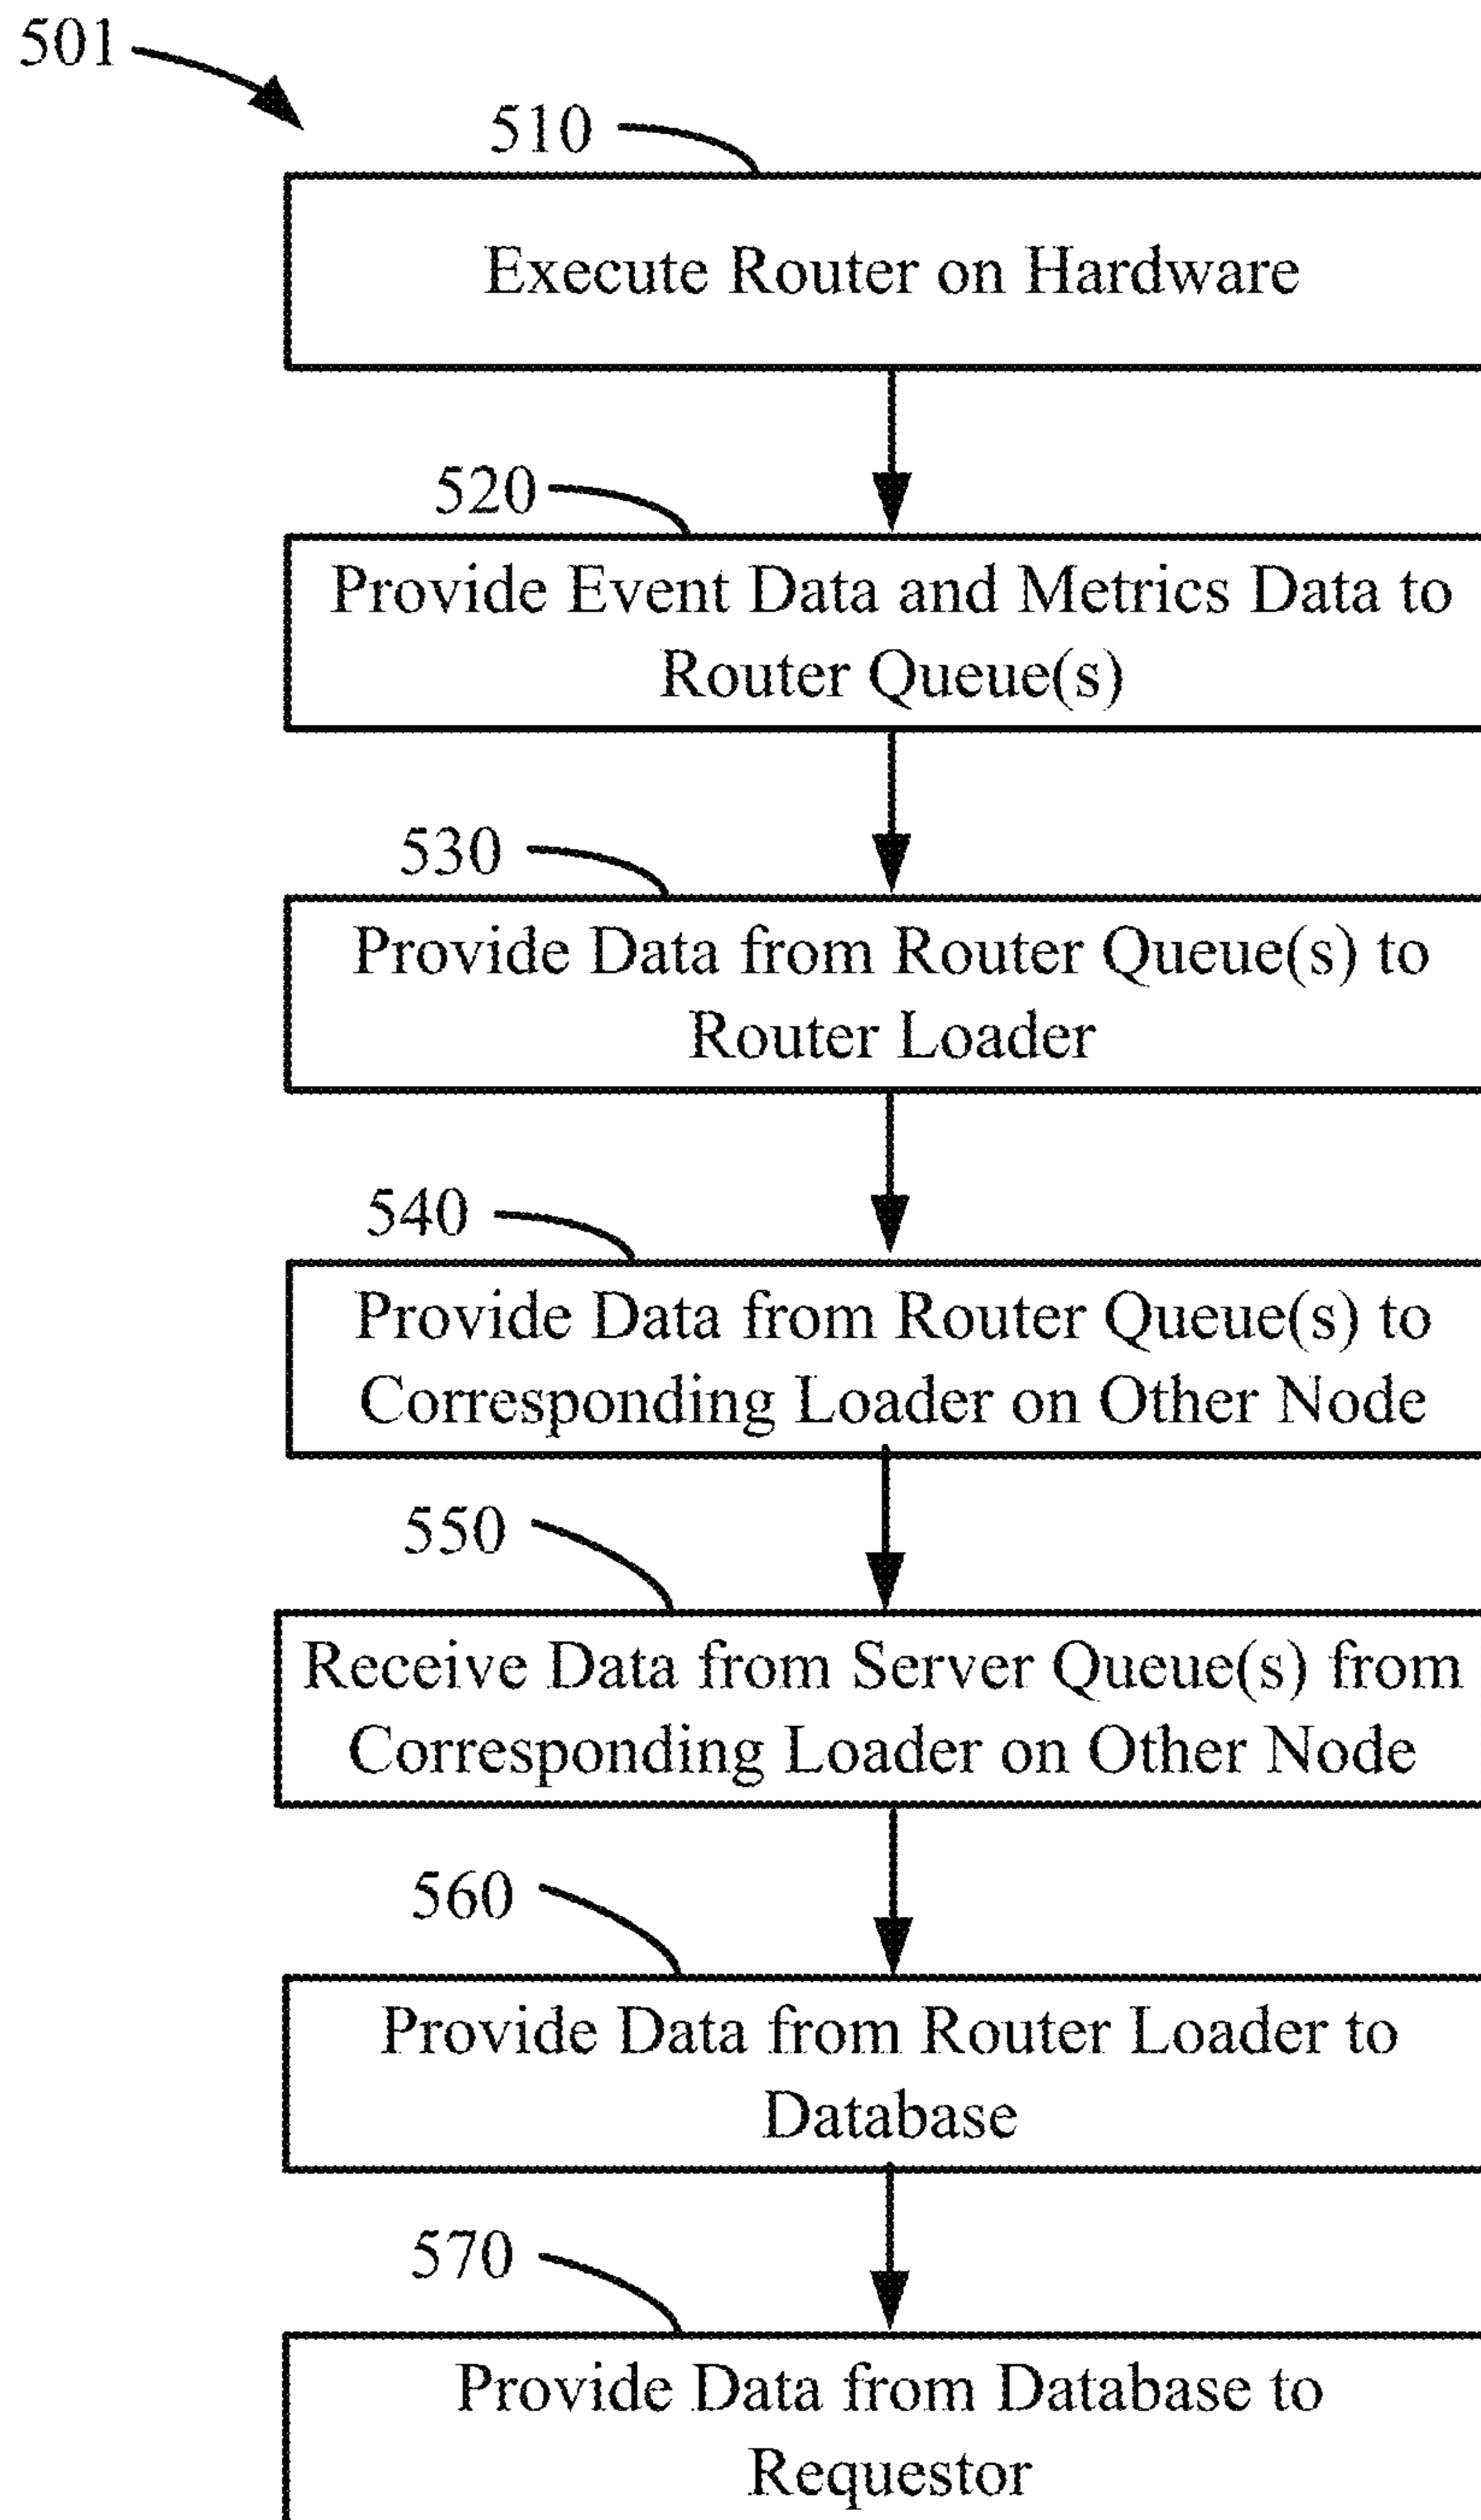 501
510
Execute Router on Hardware
520
Provide Event Data and Metrics Data to
Router Queue(s)
530
Provide Data from Router Queue(s) to
Router Loader
540
Provide Data from Router Queue(s) to
Corresponding Loader on Other Node
550
Receive Data from Server Queue(s) from
Corresponding Loader on Other Node
560
Provide Data from Router Loader to
Database
570
Provide Data from Database to
Requestor